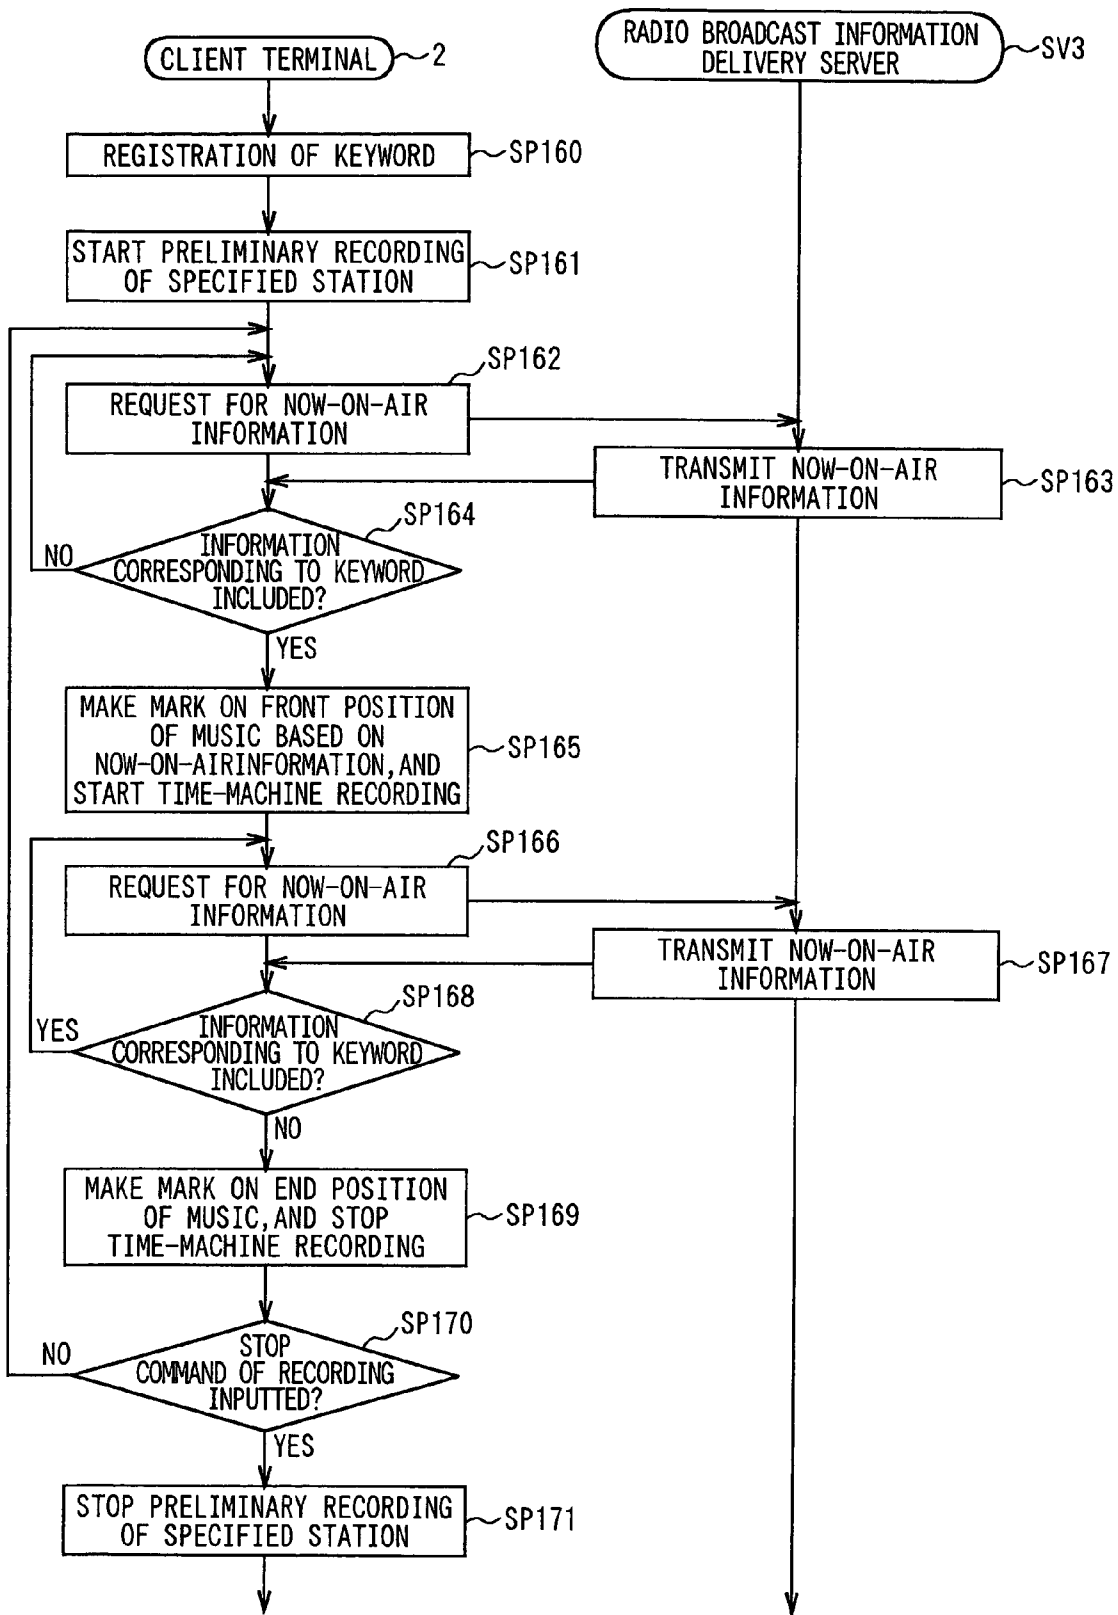 CLIENT TERMINAL
2
RADIO BROADCAST INFORMATION
DELIVERY SERVER
SV3
REGISTRATION OF KEYWORD
SP160
START PRELIMINARY RECORDING
OF SPECIFIED STATION
SP161
SP162
REQUEST FOR NOW-ON-AIR
INFORMATION
TRANSMIT NOW-ON-AIR
INFORMATION
SP163
SP164
NO
INFORMATION
CORRESPONDING TO KEYWORD
INCLUDED?
YES
MAKE MARK ON FRONT POSITION
OF MUSIC BASED ON
NOW-ON-AIRINFORMATION,AND
START TIME-MACHINE RECORDING
SP165
SP166
REQUEST FOR NOW-ON-AIR
INFORMATION
TRANSMIT NOW-ON-AIR
INFORMATION
SP167
SP168
YES
INFORMATION
CORRESPONDING TO KEYWORD
INCLUDED?
NO
MAKE MARK ON END POSITION
OF MUSIC,AND STOP
TIME-MACHINE RECORDING
SP169
SP170
NO
STOP
COMMAND OF RECORDING
INPUTTED?
YES
STOP PRELIMINARY RECORDING
OF SPECIFIED STATION
SP171